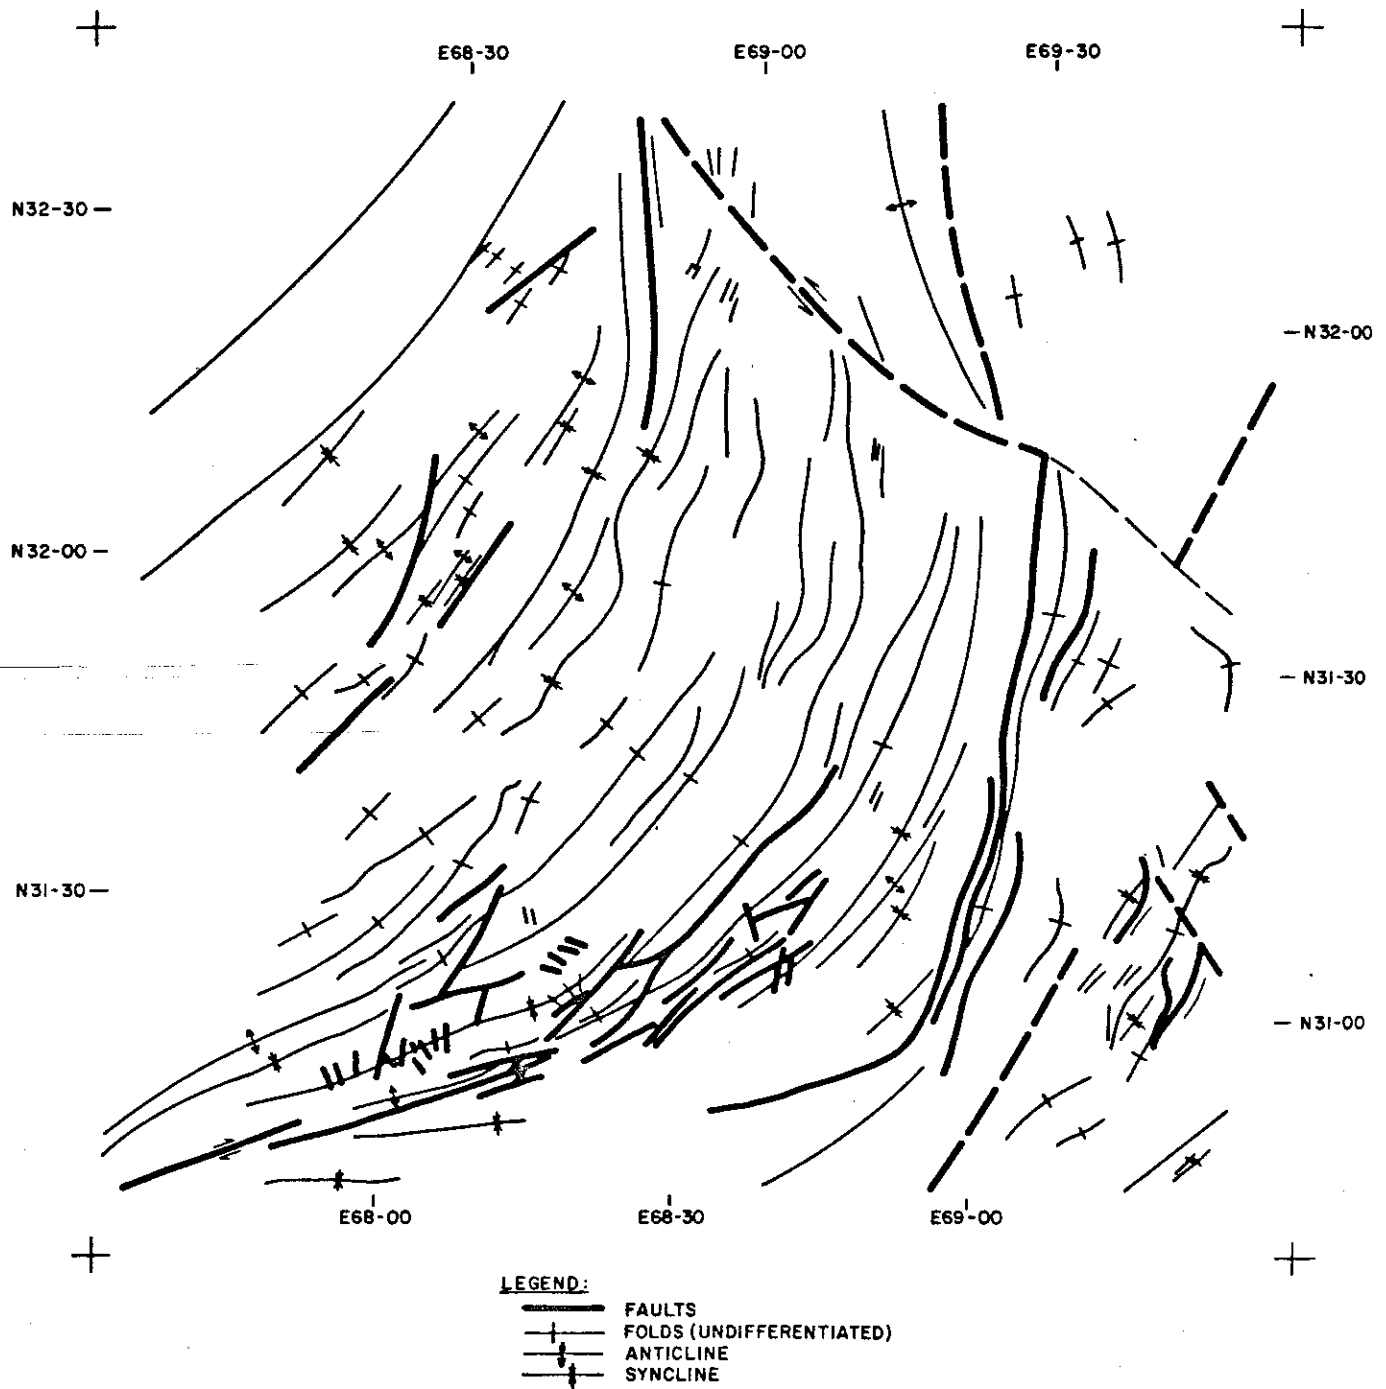 E68-30 E69-00 E69-30
N32-30
N32-00
N32-00
N31-30
N31-30
N31-00
E68-00 E68-30 E69-00
LEGEND:
FAULTS
FOLDS (UNDIFFERENTIATED)
ANTICLINE
SYNCLINE